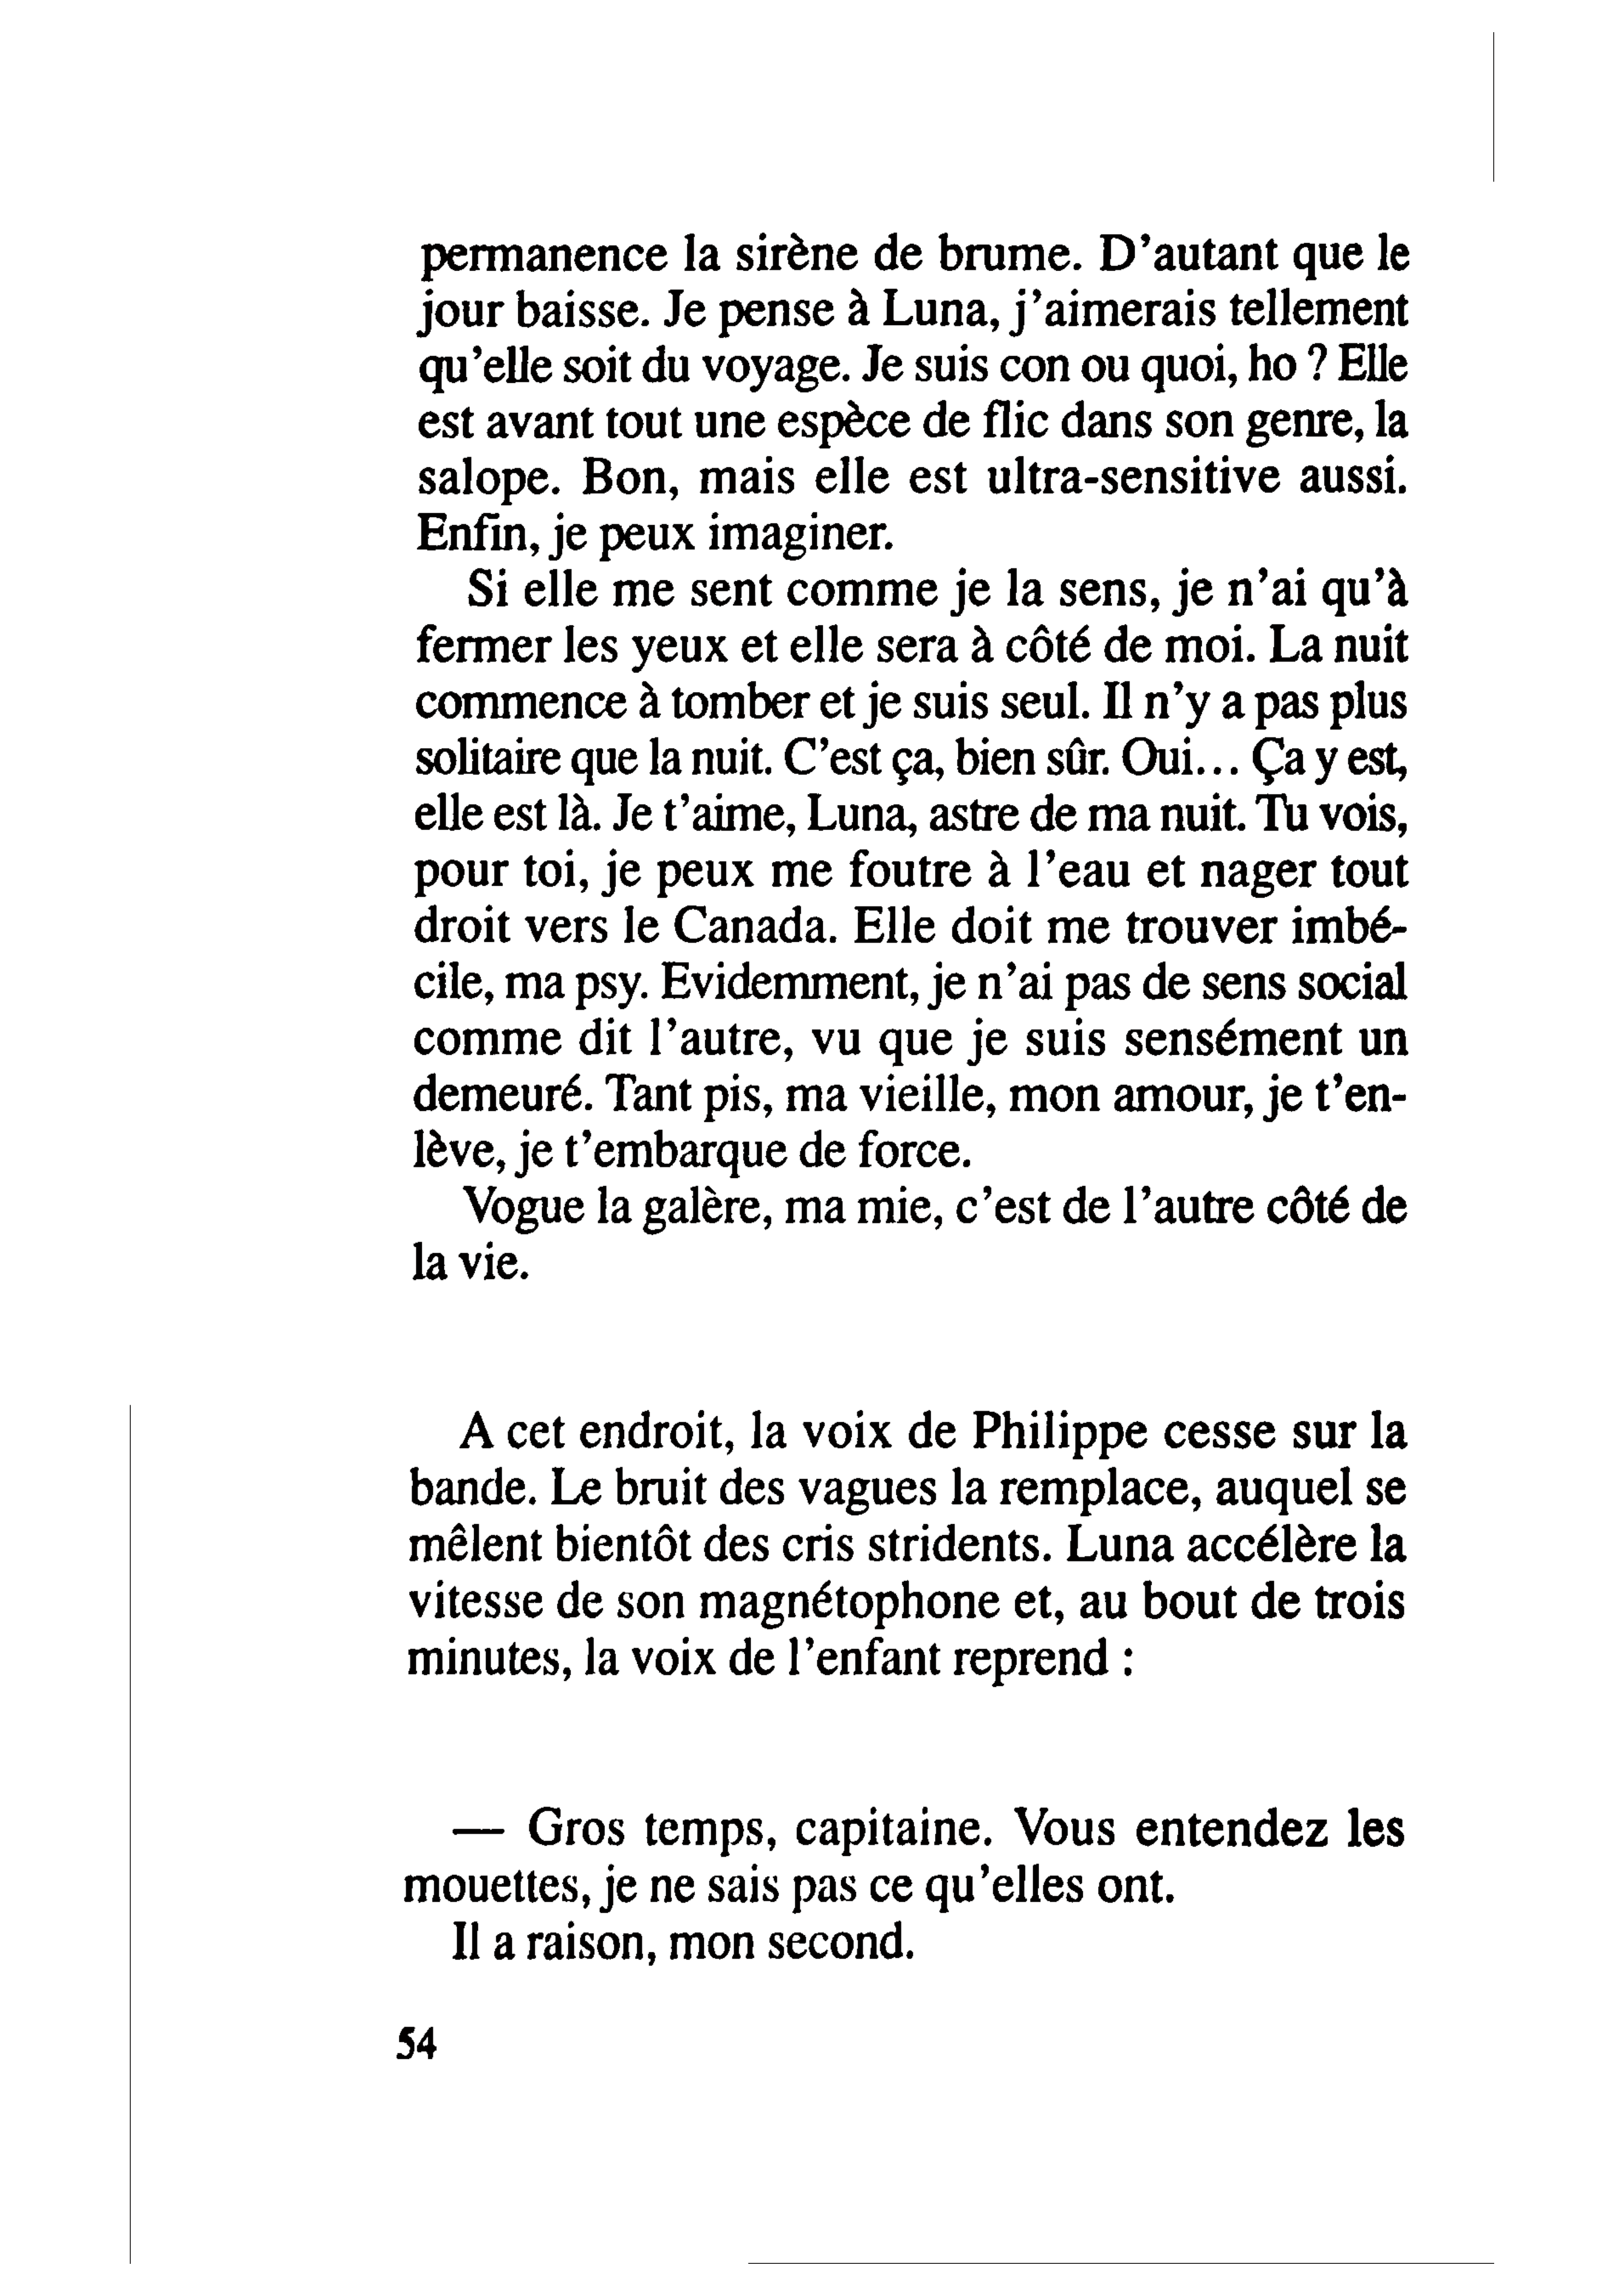 permanence la sirène de brume. D'autant que le
jour baisse. Je pense à Luna, j'aimerais tellement
qu'elle soit du voyage. Je suis con ou quoi, ho ? Elle
est avant tout une espèce de flic dans son genre, la
salope. Bon, mais elle est ultra-sensitive aussi.
Enfin, je peux imaginer.
Si elle me sent comme je la sens, je n'ai qu'à
fermer les yeux et elle sera à côté de moi. La nuit
commence à tomber et je suis seul. Il n'y a pas plus
solitaire que la nuit. C'est ça, bien sûr. Oui... Ça y est,
elle est là. Je t'aime, Luna, astre de ma nuit. Tu vois,
pour toi, je peux me foutre à l'eau et nager tout
droit vers le Canada. Elle doit me trouver imbé-
cile, ma psy. Evidemment, je n'ai pas de sens social
comme dit l'autre, vu que je suis sensément un
demeuré. Tant pis, ma vieille, mon amour, je t'en-
lève, je t'embarque de force.
Vogue la galère, ma mie, c'est de l'autre côté de
la vie.
A cet endroit, la voix de Philippe cesse sur la
bande. Le bruit des vagues la remplace, auquel se
mêlent bientôt des cris stridents. Luna accélère la
vitesse de son magnétophone et, au bout de trois
minutes, la voix de l'enfant reprend :
— Gros temps, capitaine. Vous entendez les
mouettes, je ne sais pas ce qu'elles ont.
Il a raison, mon second.
54